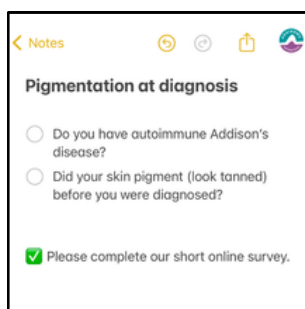 Notes
Pigmentation at diagnosis
Do you have autoimmune Addison's
disease?
Did your skin pigment (look tanned)
before you were diagnosed?
✅ Please complete our short online survey.